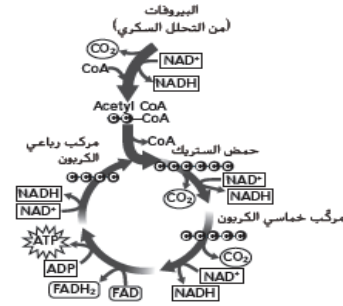 البيروفات
(من التحلل السكري)
CO₂
NAD⁺
CoA
NADH
Acetyl CoA
C C—CoA
CoA
مركب رباعي
الكربون
حمض الستريك
C C C C
C C C C C C
NADH
NAD⁺
CO₂
NAD⁺
NADH
مركّب خماسي الكربون
C C C C C
ATP
ADP
CO₂
NAD⁺
NADH
FADH₂
FAD